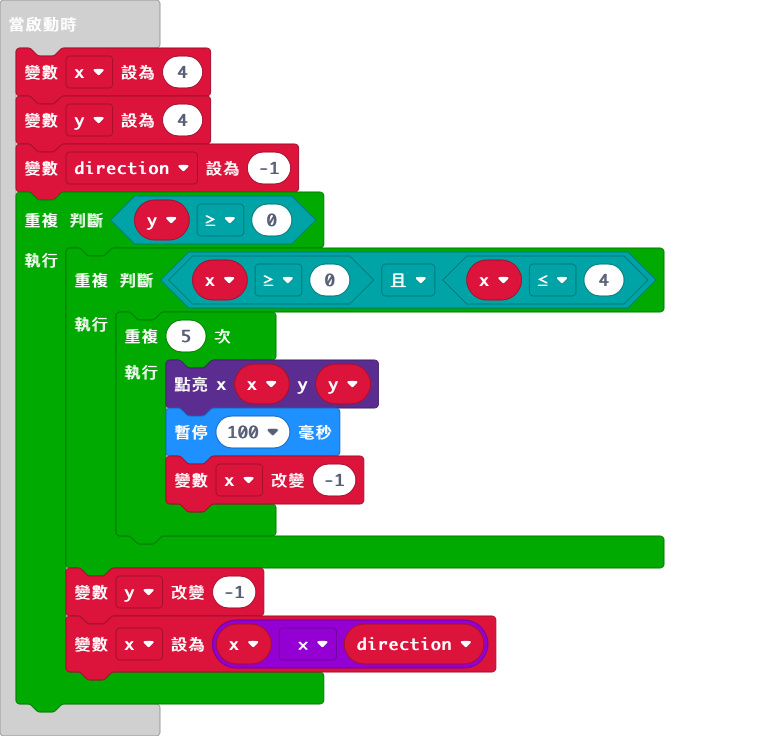 當啟動時
變數 x 設為 4
變數 y 設為 4
變數 direction 設為 -1
重複 判斷 y ≥ 0
執行
重複 判斷 x ≥ 0 且 x ≤ 4
執行
重複 5 次
執行
點亮 x x y y
暫停 100 毫秒
變數 x 改變 -1
變數 y 改變 -1
變數 x 設為 x × direction